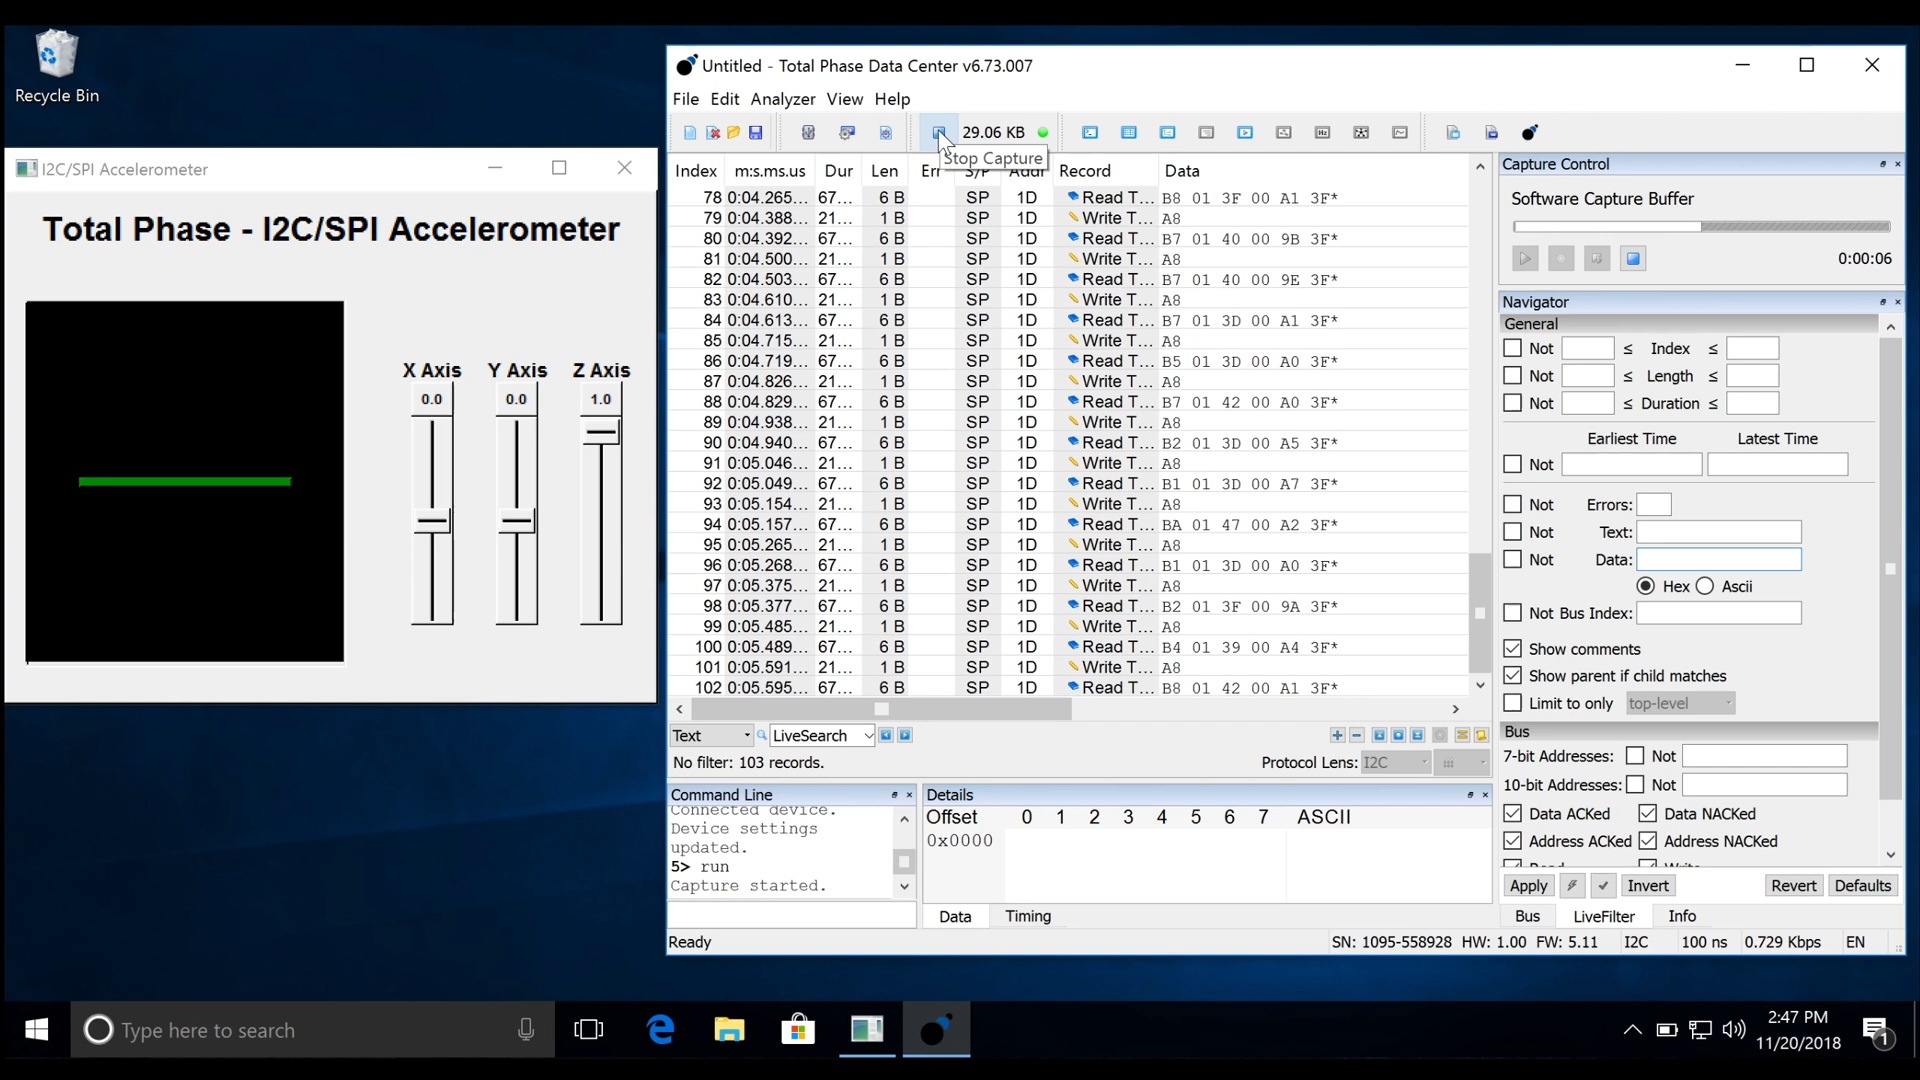 Recycle Bin
I2C/SPI Accelerometer
Total Phase - I2C/SPI Accelerometer
X Axis Y Axis Z Axis
0.0 0.0 1.0
Untitled - Total Phase Data Center v6.73.007
File Edit Analyzer View Help
29.06 KB
Stop Capture
Index m:s.ms.us Dur Len Err S/P Addr Record Data
78 0:04.265... 67... 6 B SP 1D Read T... B8 01 3F 00 A1 3F*
79 0:04.388... 21... 1 B SP 1D Write T... A8
80 0:04.392... 67... 6 B SP 1D Read T... B7 01 40 00 9B 3F*
81 0:04.500... 21... 1 B SP 1D Write T... A8
82 0:04.503... 67... 6 B SP 1D Read T... B7 01 40 00 9E 3F*
83 0:04.610... 21... 1 B SP 1D Write T... A8
84 0:04.613... 67... 6 B SP 1D Read T... B7 01 3D 00 A1 3F*
85 0:04.715... 21... 1 B SP 1D Write T... A8
86 0:04.719... 67... 6 B SP 1D Read T... B5 01 3D 00 A0 3F*
87 0:04.826... 21... 1 B SP 1D Write T... A8
88 0:04.829... 67... 6 B SP 1D Read T... B7 01 42 00 A0 3F*
89 0:04.938... 21... 1 B SP 1D Write T... A8
90 0:04.940... 67... 6 B SP 1D Read T... B2 01 3D 00 A5 3F*
91 0:05.046... 21... 1 B SP 1D Write T... A8
92 0:05.049... 67... 6 B SP 1D Read T... B1 01 3D 00 A7 3F*
93 0:05.154... 21... 1 B SP 1D Write T... A8
94 0:05.157... 67... 6 B SP 1D Read T... BA 01 47 00 A2 3F*
95 0:05.265... 21... 1 B SP 1D Write T... A8
96 0:05.268... 67... 6 B SP 1D Read T... B1 01 3D 00 A0 3F*
97 0:05.375... 21... 1 B SP 1D Write T... A8
98 0:05.377... 67... 6 B SP 1D Read T... B2 01 3F 00 9A 3F*
99 0:05.485... 21... 1 B SP 1D Write T... A8
100 0:05.489... 67... 6 B SP 1D Read T... B4 01 39 00 A4 3F*
101 0:05.591... 21... 1 B SP 1D Write T... A8
102 0:05.595... 67... 6 B SP 1D Read T... B8 01 42 00 A1 3F*
Text LiveSearch
No filter: 103 records. Protocol Lens: I2C
Command Line
Connected device.
Device settings
updated.
5> run
Capture started.
Details
Offset 0 1 2 3 4 5 6 7 ASCII
0x0000
Data Timing
Capture Control
Software Capture Buffer
0:00:06
Navigator
General
Not ≤ Index ≤
Not ≤ Length ≤
Not ≤ Duration ≤
Earliest Time Latest Time
Not
Not Errors:
Not Text:
Not Data:
Hex Ascii
Not Bus Index:
Show comments
Show parent if child matches
Limit to only top-level
Bus
7-bit Addresses: Not
10-bit Addresses: Not
Data ACKed Data NACKed
Address ACKed Address NACKed
Read Write
Apply Invert Revert Defaults
Bus LiveFilter Info
Ready SN: 1095-558928 HW: 1.00 FW: 5.11 I2C 100 ns 0.729 Kbps EN
Type here to search
2:47 PM
11/20/2018
1